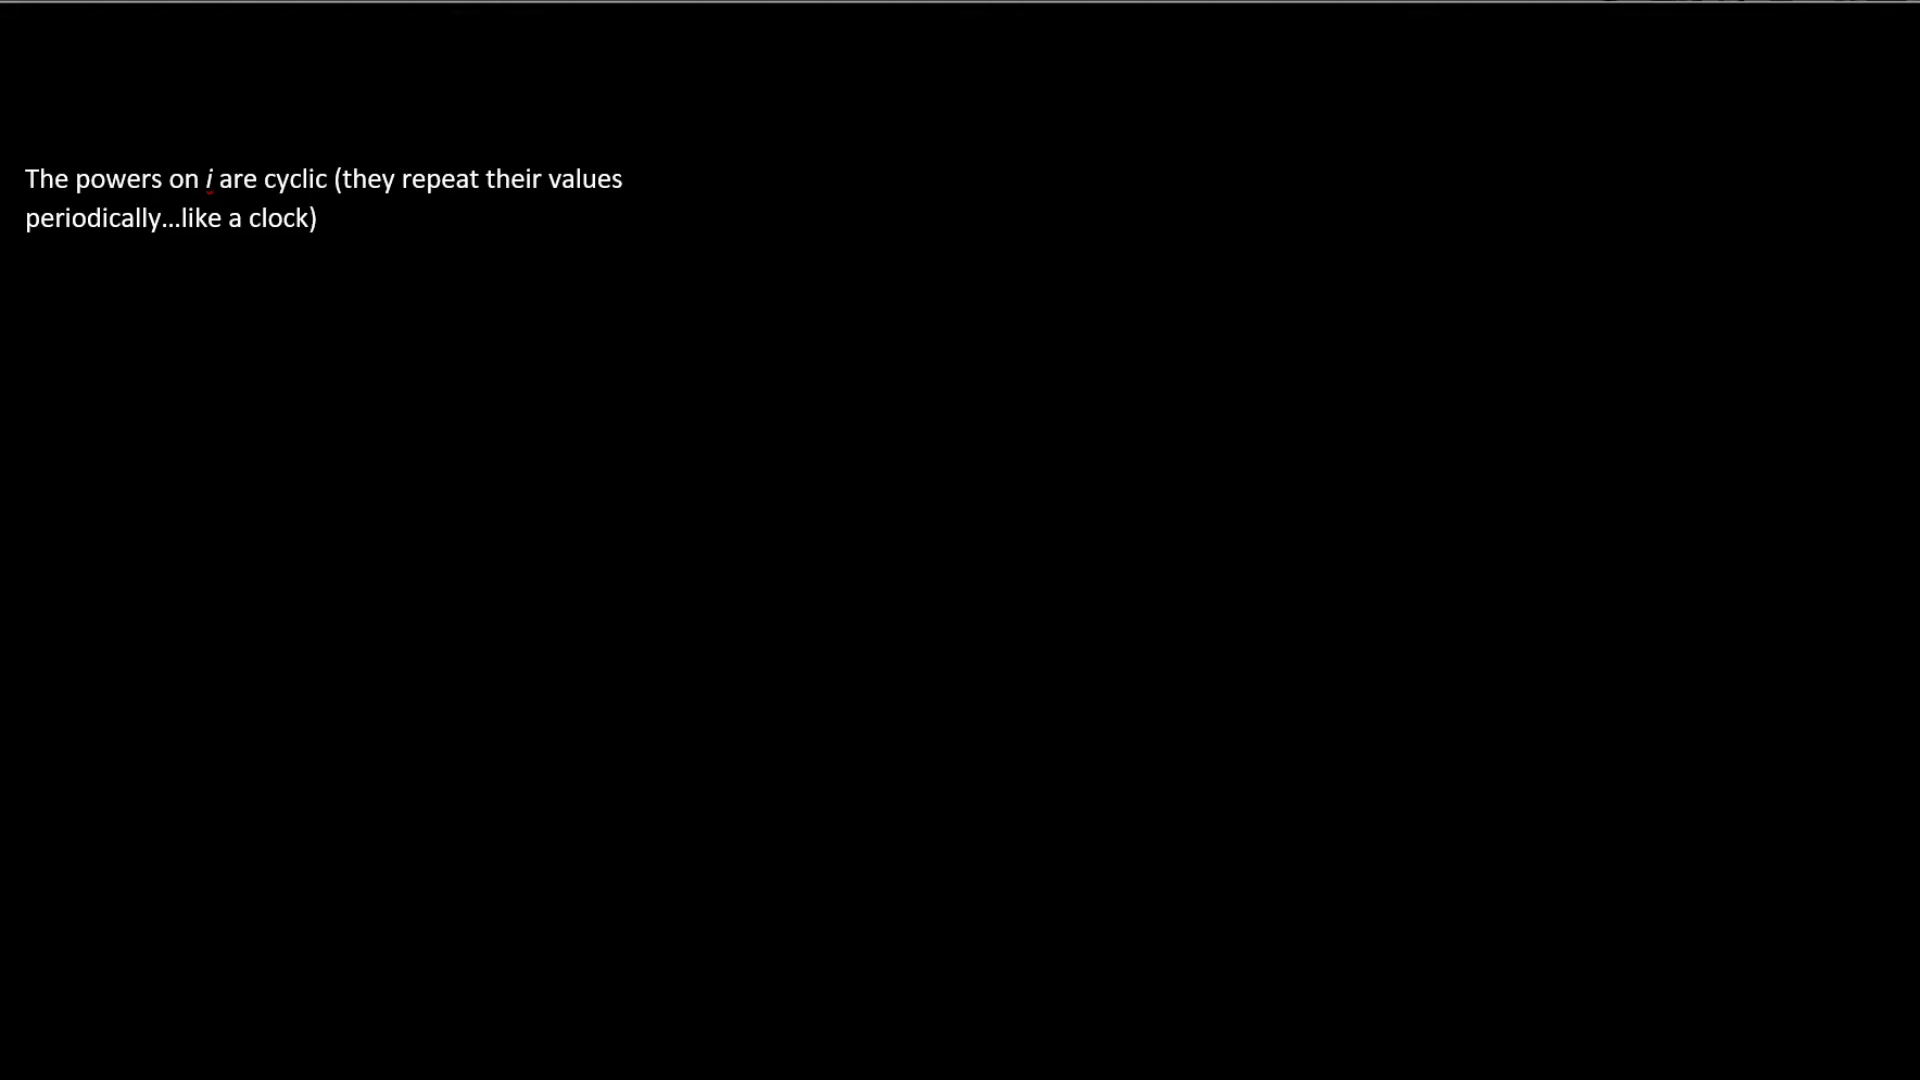 The powers on i are cyclic (they repeat their values
periodically...like a clock)